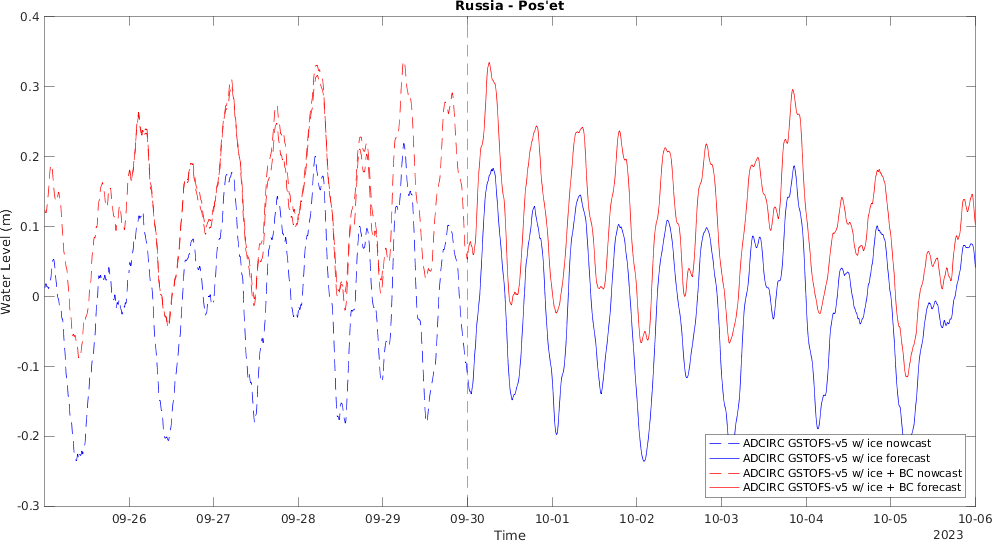 Russia - Pos'et
Water Level (m)
0.4
0.3
0.2
0.1
0
-0.1
-0.2
-0.3
ADCIRC GSTOFS-v5 w/ ice nowcast
ADCIRC GSTOFS-v5 w/ ice forecast
ADCIRC GSTOFS-v5 w/ ice + BC nowcast
ADCIRC GSTOFS-v5 w/ ice + BC forecast
09-26 09-27 09-28 09-29 09-30 10-01 10-02 10-03 10-04 10-05 10-06
Time
2023